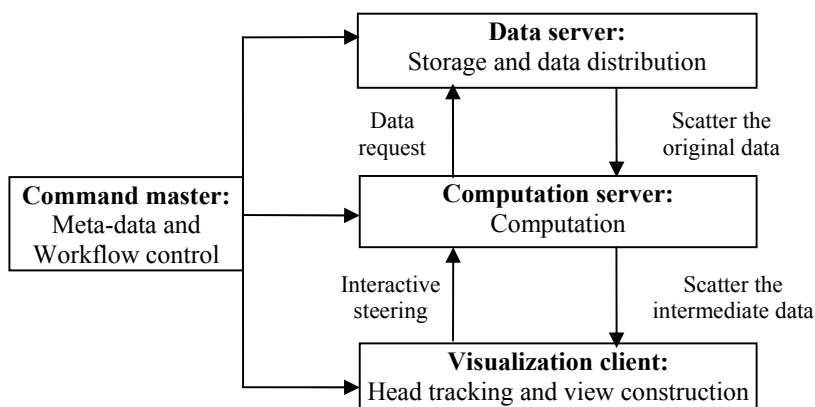 Data server:
Storage and data distribution
Data
request
Scatter the
original data
Command master:
Meta-data and
Workflow control
Computation server:
Computation
Interactive
steering
Scatter the
intermediate data
Visualization client:
Head tracking and view construction